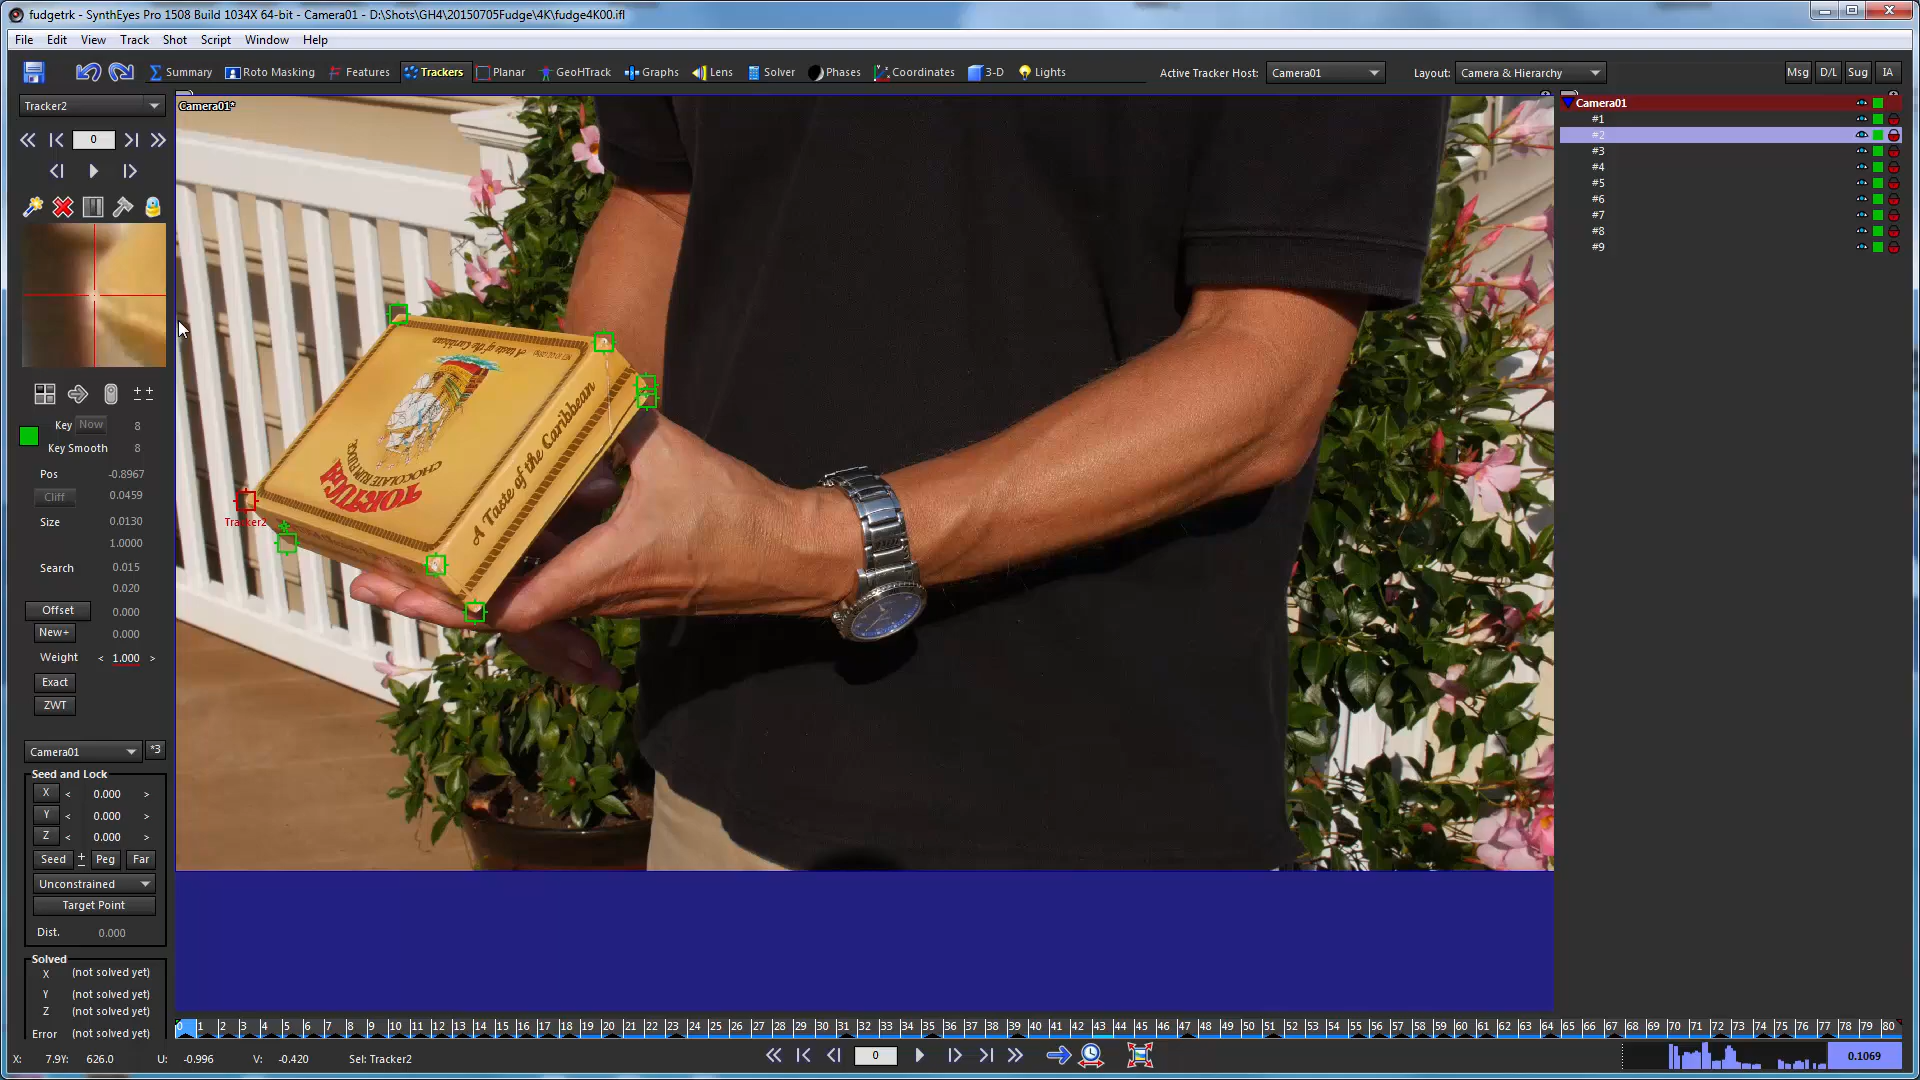 fudgetrk - SynthEyes Pro 1508 Build 1034X 64-bit - Camera01 - D:\Shots\GH4\20150705Fudge\4K\fudge4K00.ifl
File Edit View Track Shot Script Window Help
Summary Roto Masking Features Trackers Planar GeoHTrack Graphs Lens Solver Phases Coordinates 3-D Lights Active Tracker Host: Camera01 Layout: Camera & Hierarchy Msg D/L Sug IA
Tracker2
Camera01*
Camera01
#1
#2
#3
#4
#5
#6
#7
#8
#9
0
Key Now 8
Key Smooth 8
Pos -0.8967
Cliff 0.0459
Size 0.0130
1.0000
Search 0.015
0.020
Offset 0.000
New+ 0.000
Weight < 1.000 >
Exact
ZWT
Camera01 *3
Seed and Lock
X < 0.000 >
Y < 0.000 >
Z < 0.000 >
Seed Peg Far
Unconstrained
Target Point
Dist. 0.000
Solved
X (not solved yet)
Y (not solved yet)
Z (not solved yet)
Error (not solved yet)
A Taste of the Caribbean
CHOCOLATE RUM FUDGE
TORTUGA
A Taste of the Caribbean
Tracker2
0 1 2 3 4 5 6 7 8 9 10 11 12 13 14 15 16 17 18 19 20 21 22 23 24 25 26 27 28 29 30 31 32 33 34 35 36 37 38 39 40 41 42 43 44 45 46 47 48 49 50 51 52 53 54 55 56 57 58 59 60 61 62 63 64 65 66 67 68 69 70 71 72 73 74 75 76 77 78 79 80
X: 7.9Y: 626.0 U: -0.996 V: -0.420 Sel: Tracker2 0 0.1069